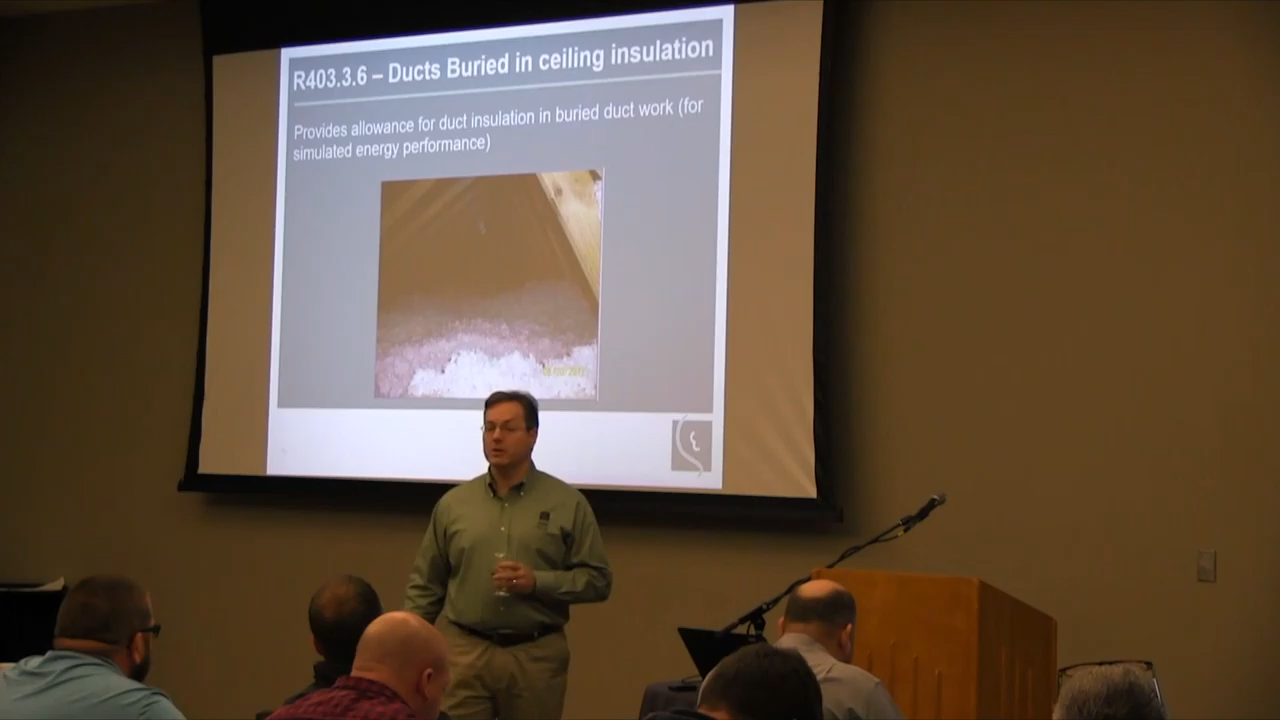 R403.3.6 – Ducts Buried in ceiling insulation
Provides allowance for duct insulation in buried duct work (for
simulated energy performance)